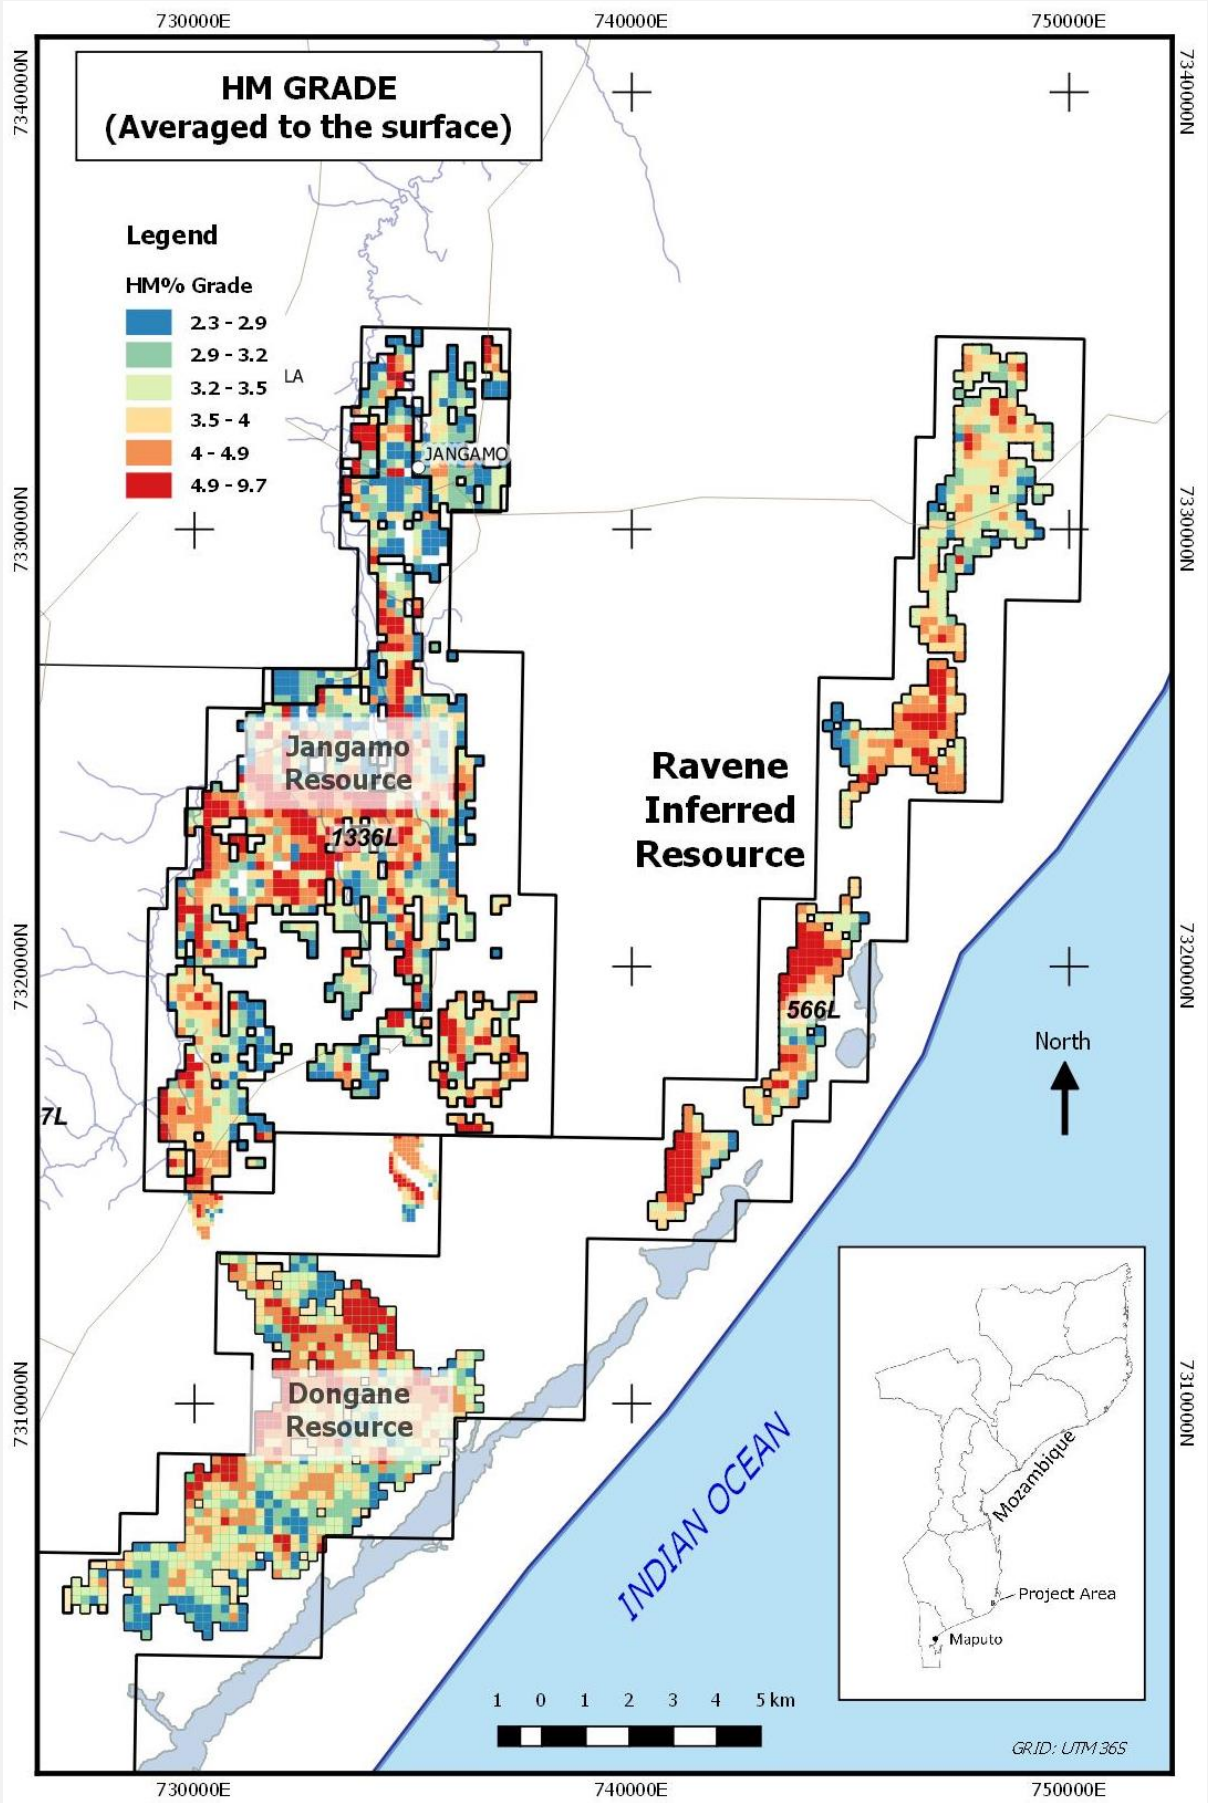 730000E 740000E 750000E
7340000N
7340000N
HM GRADE
(Averaged to the surface)
Legend
HM% Grade
2.3 - 2.9
2.9 - 3.2
3.2 - 3.5
3.5 - 4
4 - 4.9
4.9 - 9.7
LA
JANGAMO
7330000N
7330000N
Jangamo
Resource
1336L
Ravene
Inferred
Resource
7320000N
7320000N
566L
North
7L
Dongane
Resource
7310000N
7310000N
INDIAN OCEAN
Mozambique
Project Area
Maputo
1 0 1 2 3 4 5 km
GRID: UTM 36S
730000E 740000E 750000E